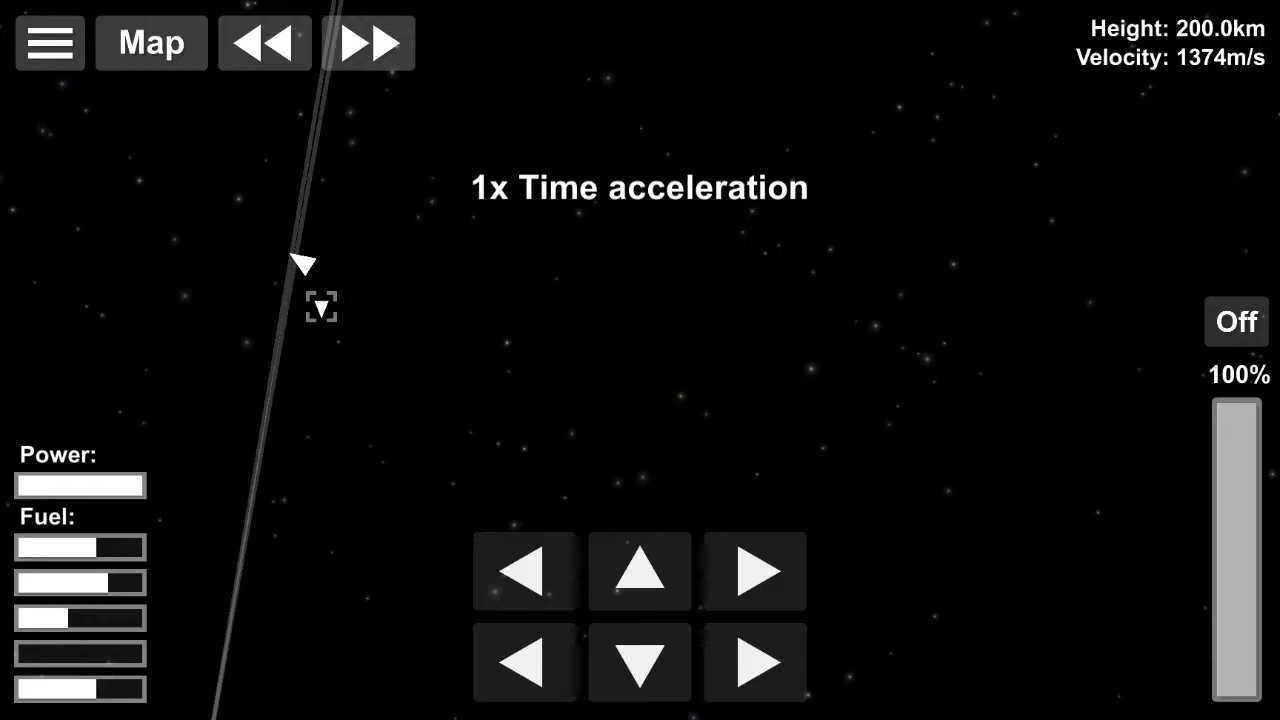 Map
Height: 200.0km
Velocity: 1374m/s
1x Time acceleration
Off
100%
Power:
Fuel: